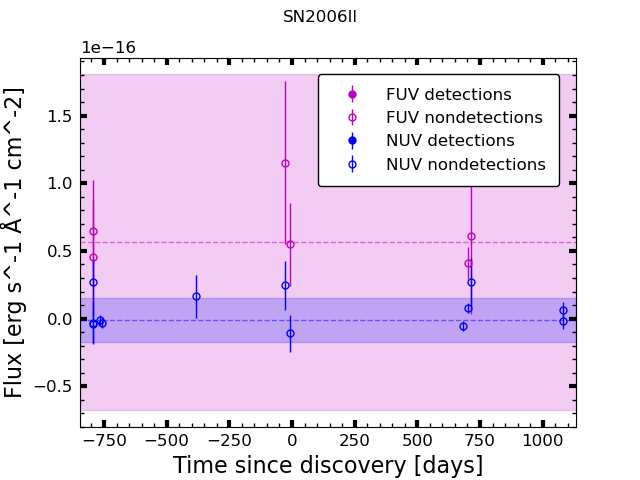 SN2006II
1e−16
Flux [erg s^-1 Å^-1 cm^-2]
1.5
1.0
0.5
0.0
−0.5
FUV detections
FUV nondetections
NUV detections
NUV nondetections
−750 −500 −250 0 250 500 750 1000
Time since discovery [days]